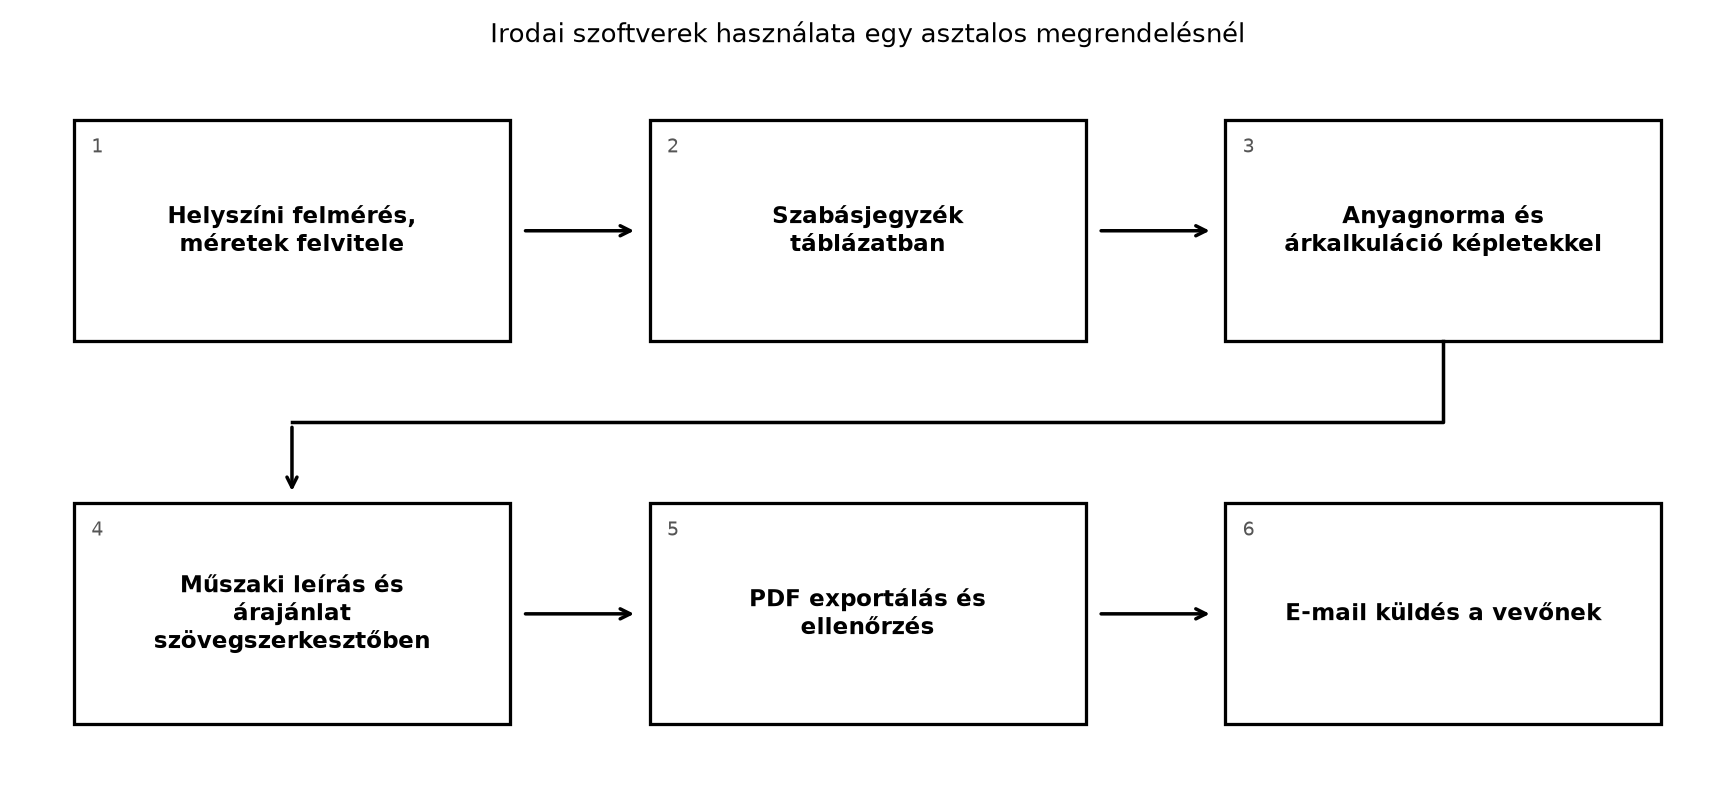 Irodai szoftverek használata egy asztalos megrendelésnél
1
Helyszíni felmérés,
méretek felvitele
2
Szabásjegyzék
táblázatban
3
Anyagnorma és
árkalkuláció képletekkel
4
Műszaki leírás és
árajánlat
szövegszerkesztőben
5
PDF exportálás és
ellenőrzés
6
E-mail küldés a vevőnek